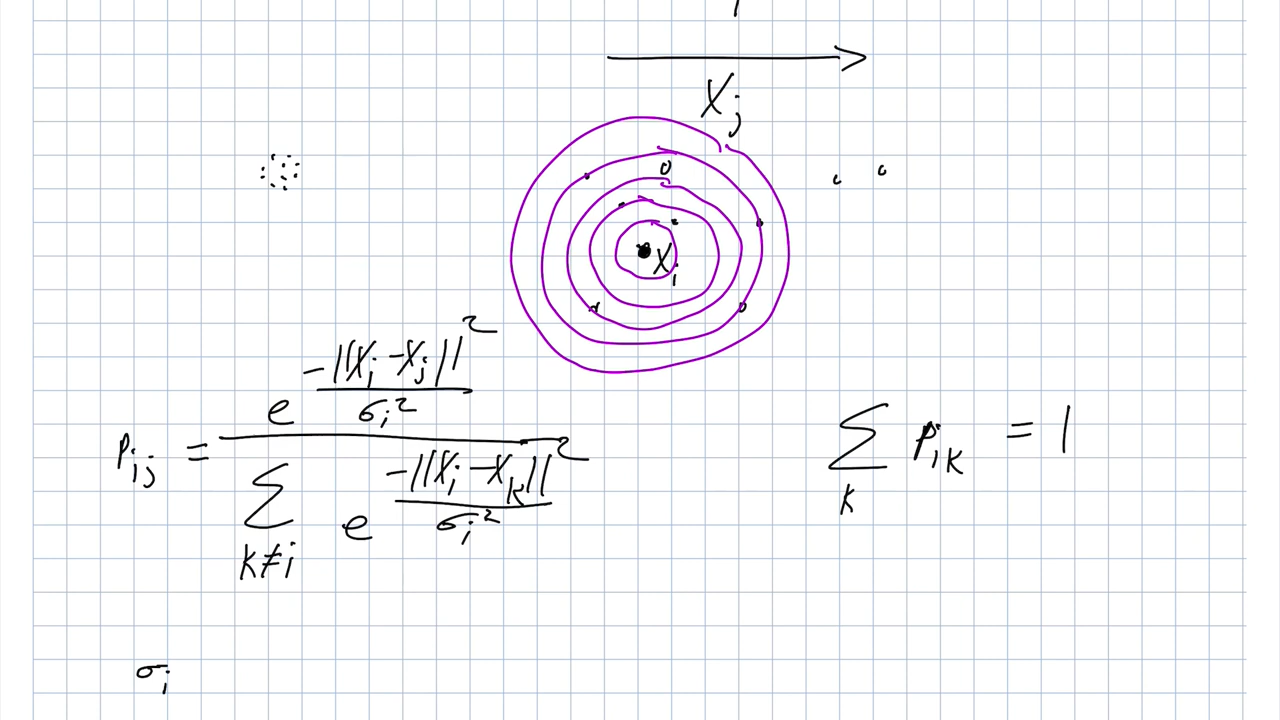 X_j
X_i
p_ij = e^(-||X_i - X_j||^2 / σ_i^2) / Σ_{k≠i} e^(-||X_i - X_k||^2 / σ_i^2)
Σ_k p_ik = 1
σ_i